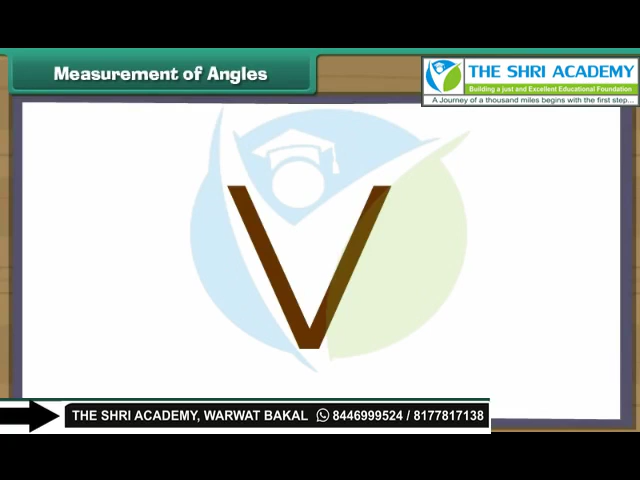 Measurement of Angles
THE SHRI ACADEMY
Building a just and Excellent Educational Foundation
A Journey of a thousand miles begins with the first step...
V
THE SHRI ACADEMY, WARWAT BAKAL 8446999524 / 8177817138